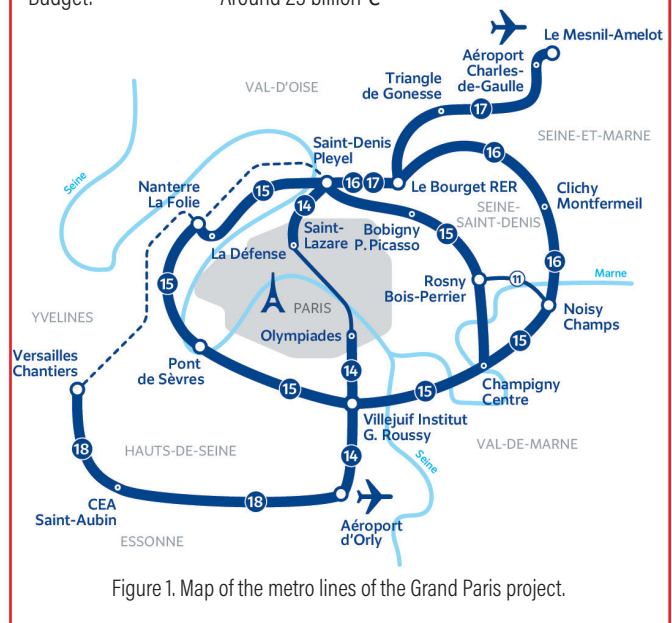 Budget: Around 25 billion €
Le Mesnil-Amelot
Aéroport
Charles-
de-Gaulle
Triangle
de Gonesse
17
VAL-D'OISE
SEINE-ET-MARNE
Saint-Denis
Pleyel
16
Seine
Nanterre
La Folie
15
16
17
Le Bourget RER
Clichy
Montfermeil
14
Saint-
Lazare
Bobigny
P. Picasso
SEINE-
SAINT-DENIS
15
La Défense
16
15
Rosny
Bois-Perrier
11
Marne
PARIS
Noisy
Champs
YVELINES
Olympiades
15
Versailles
Chantiers
Pont
de Sèvres
14
Champigny
Centre
15
15
Villejuif Institut
G. Roussy
18
HAUTS-DE-SEINE
14
Seine
VAL-DE-MARNE
CEA
Saint-Aubin
18
Aéroport
d'Orly
ESSONNE
Figure 1. Map of the metro lines of the Grand Paris project.